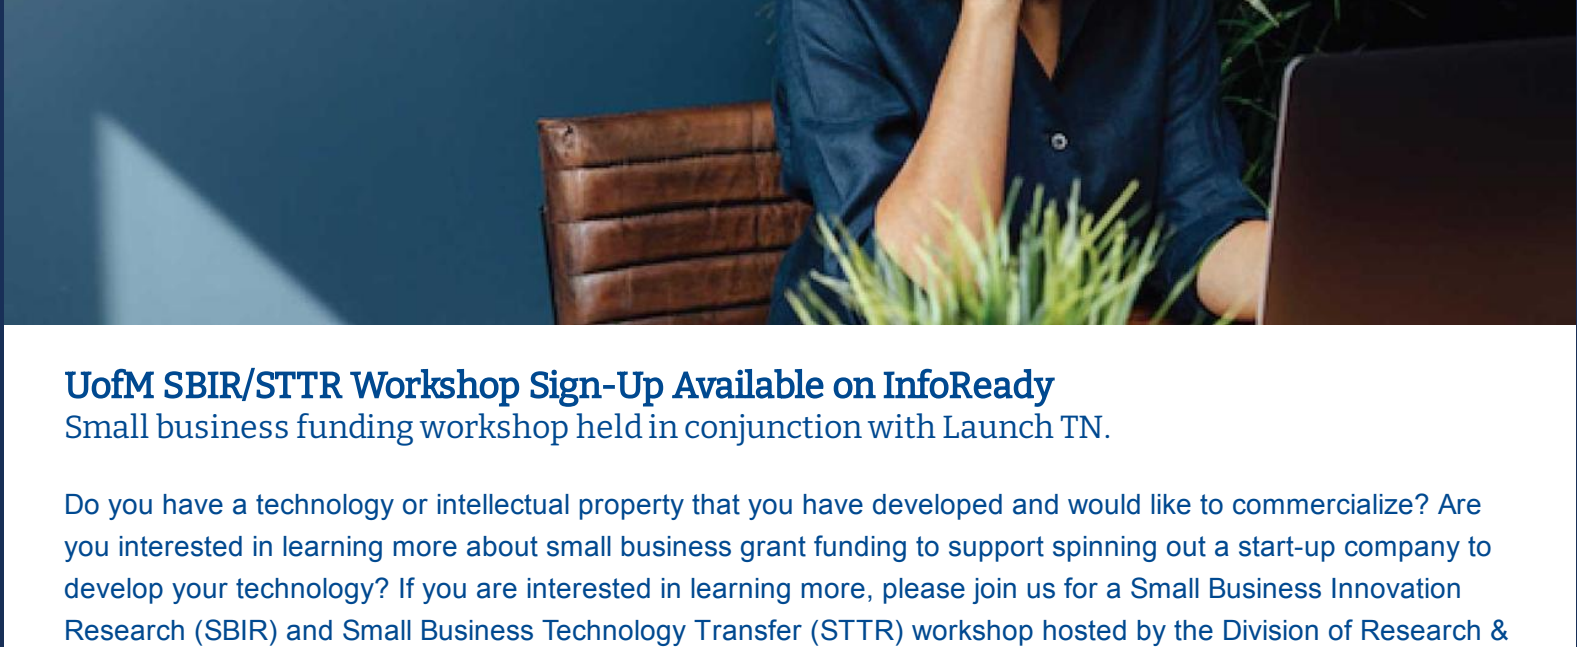 UofM SBIR/STTR Workshop Sign-Up Available on InfoReady
Small business funding workshop held in conjunction with Launch TN.
Do you have a technology or intellectual property that you have developed and would like to commercialize? Are
you interested in learning more about small business grant funding to support spinning out a start-up company to
develop your technology? If you are interested in learning more, please join us for a Small Business Innovation
Research (SBIR) and Small Business Technology Transfer (STTR) workshop hosted by the Division of Research &